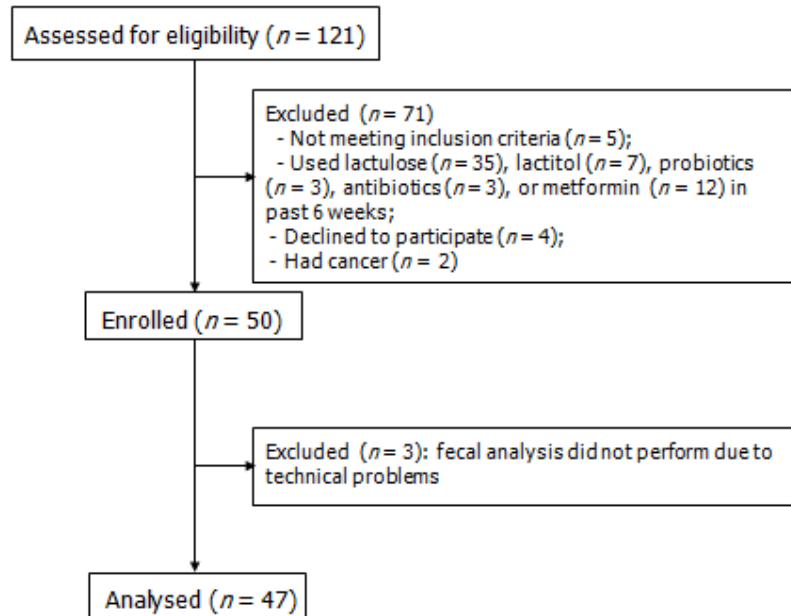 Assessed for eligibility (n = 121)
Excluded (n = 71)
- Not meeting inclusion criteria (n = 5);
- Used lactulose (n = 35), lactitol (n = 7), probiotics
(n = 3), antibiotics (n = 3), or metformin (n = 12) in
past 6 weeks;
- Declined to participate (n = 4);
- Had cancer (n = 2)
Enrolled (n = 50)
Excluded (n = 3): fecal analysis did not perform due to
technical problems
Analysed (n = 47)